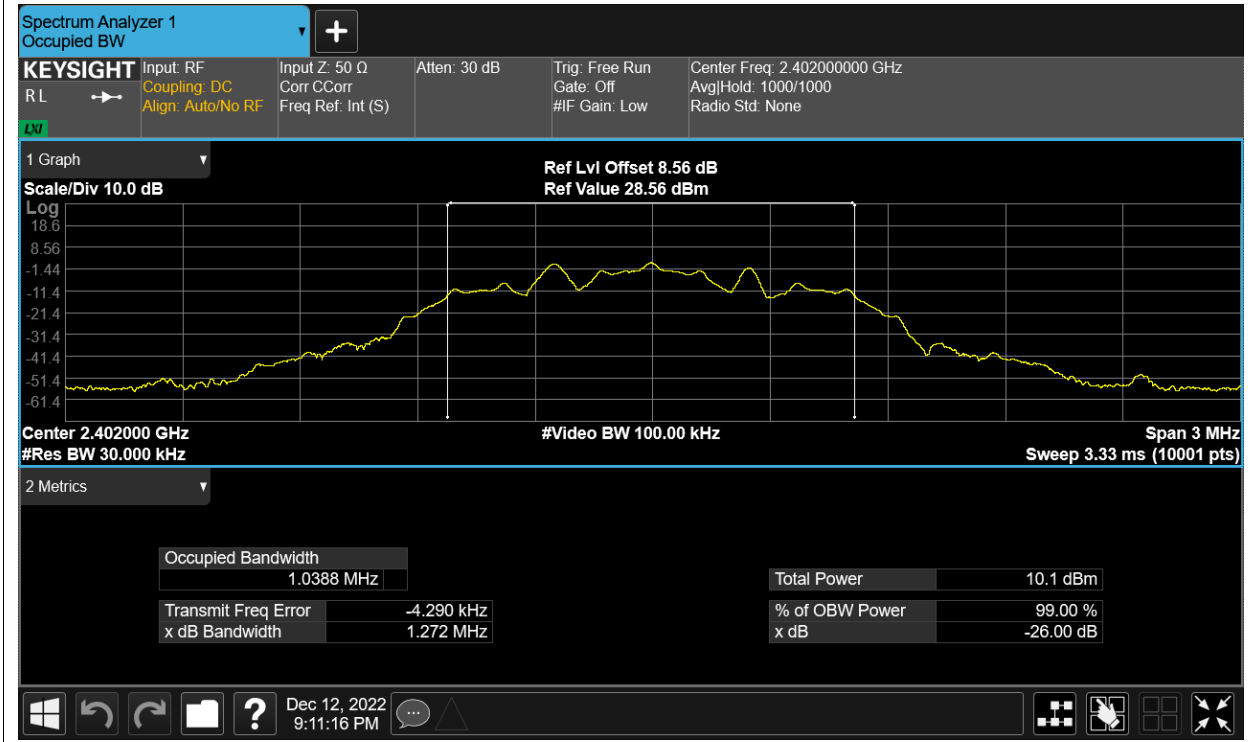 Spectrum Analyzer 1
Occupied BW
KEYSIGHT
R L
LXI
Input: RF
Coupling: DC
Align: Auto/No RF
Input Z: 50 Ω
Corr CCorr
Freq Ref: Int (S)
Atten: 30 dB
Trig: Free Run
Gate: Off
#IF Gain: Low
Center Freq: 2.402000000 GHz
Avg|Hold: 1000/1000
Radio Std: None
1 Graph
Scale/Div 10.0 dB
Ref Lvl Offset 8.56 dB
Ref Value 28.56 dBm
Log
18.6
8.56
-1.44
-11.4
-21.4
-31.4
-41.4
-51.4
-61.4
Center 2.402000 GHz
#Res BW 30.000 kHz
#Video BW 100.00 kHz
Span 3 MHz
Sweep 3.33 ms (10001 pts)
2 Metrics
Occupied Bandwidth
1.0388 MHz
Transmit Freq Error -4.290 kHz
x dB Bandwidth 1.272 MHz
Total Power 10.1 dBm
% of OBW Power 99.00 %
x dB -26.00 dB
?
Dec 12, 2022
9:11:16 PM